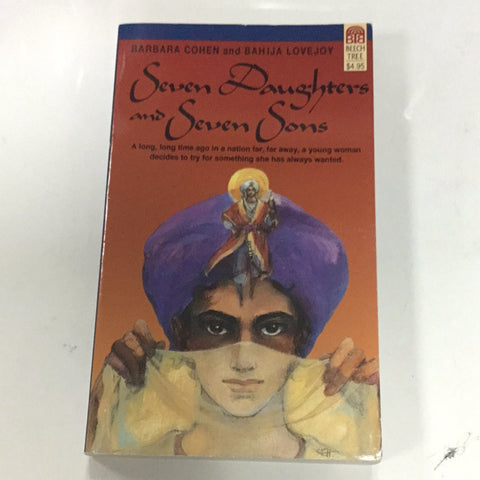 BARBARA COHEN and BAHIJA LOVEJOY
BEECH
TREE
$4.95
Seven Daughters
and Seven Sons
A long, long time ago in a nation far, far away, a young woman
decides to try for something she has always wanted.